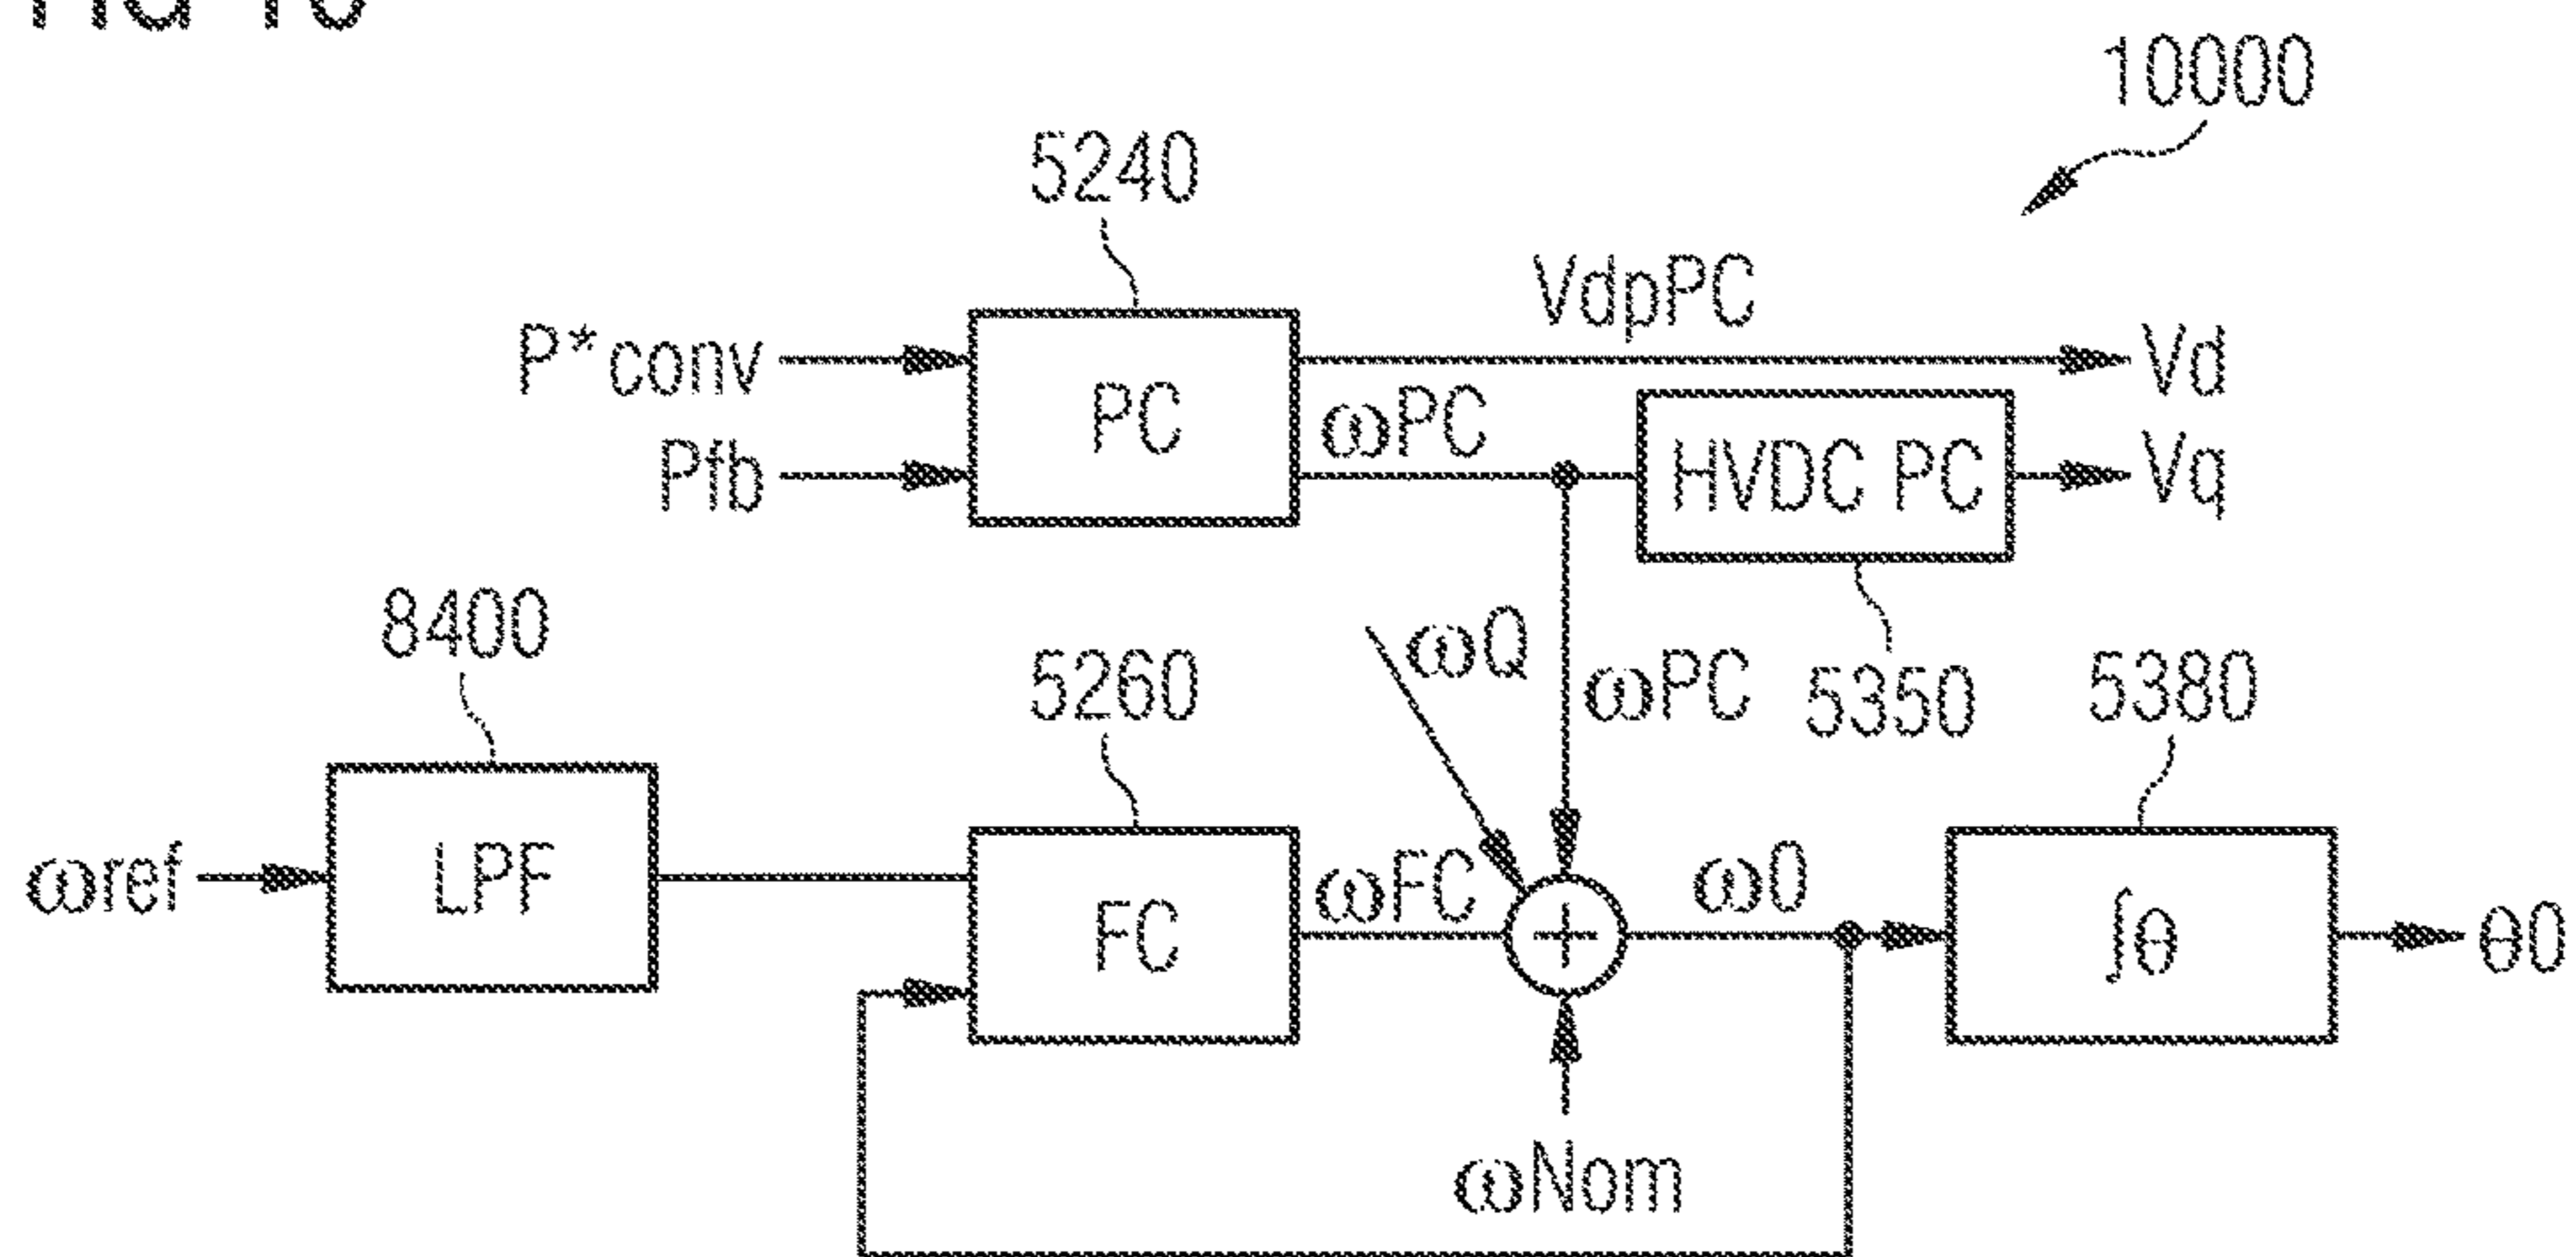 10000
5240
VdpPC
P*conv
PC
Vd
ωPC
Pfb
HVDC PC
Vq
8400
ωQ
5260
ωPC
5350
5380
ωref
LPF
FC
ωFC
ω0
∫θ
θ0
ωNom